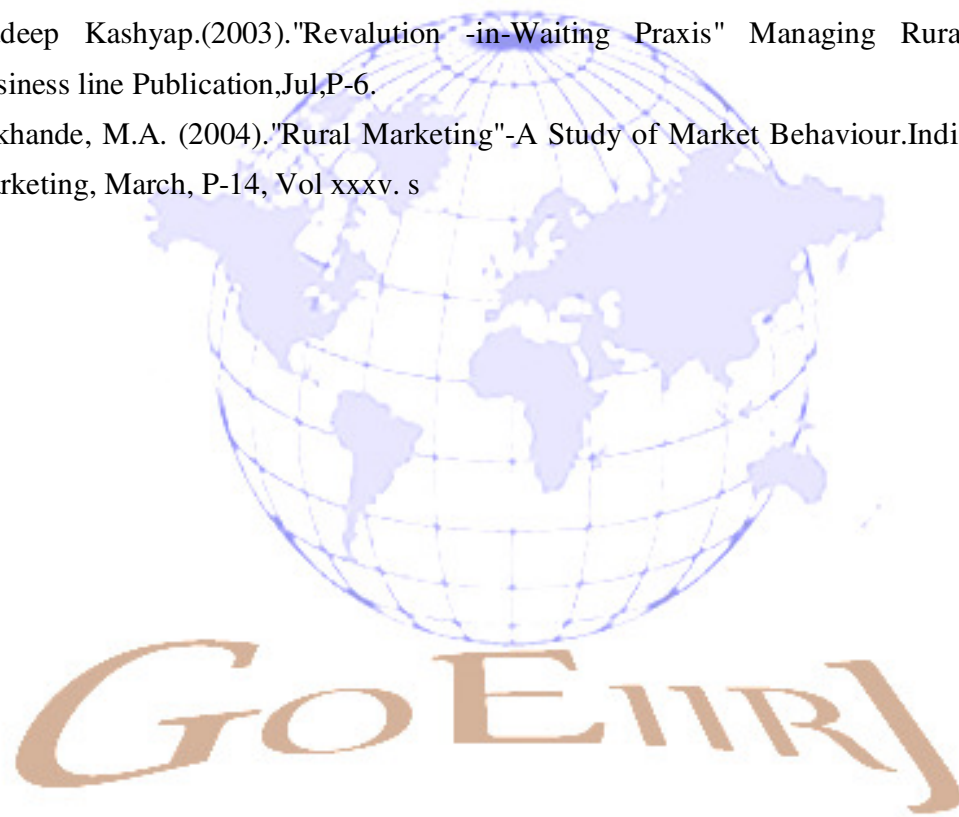 deep Kashyap.(2003)."Revalution -in-Waiting Praxis" Managing Rura
siness line Publication,Jul,P-6.
khande, M.A. (2004)."Rural Marketing"-A Study of Market Behaviour.Indi
rketing, March, P-14, Vol xxxv. s
GOEIIRJ